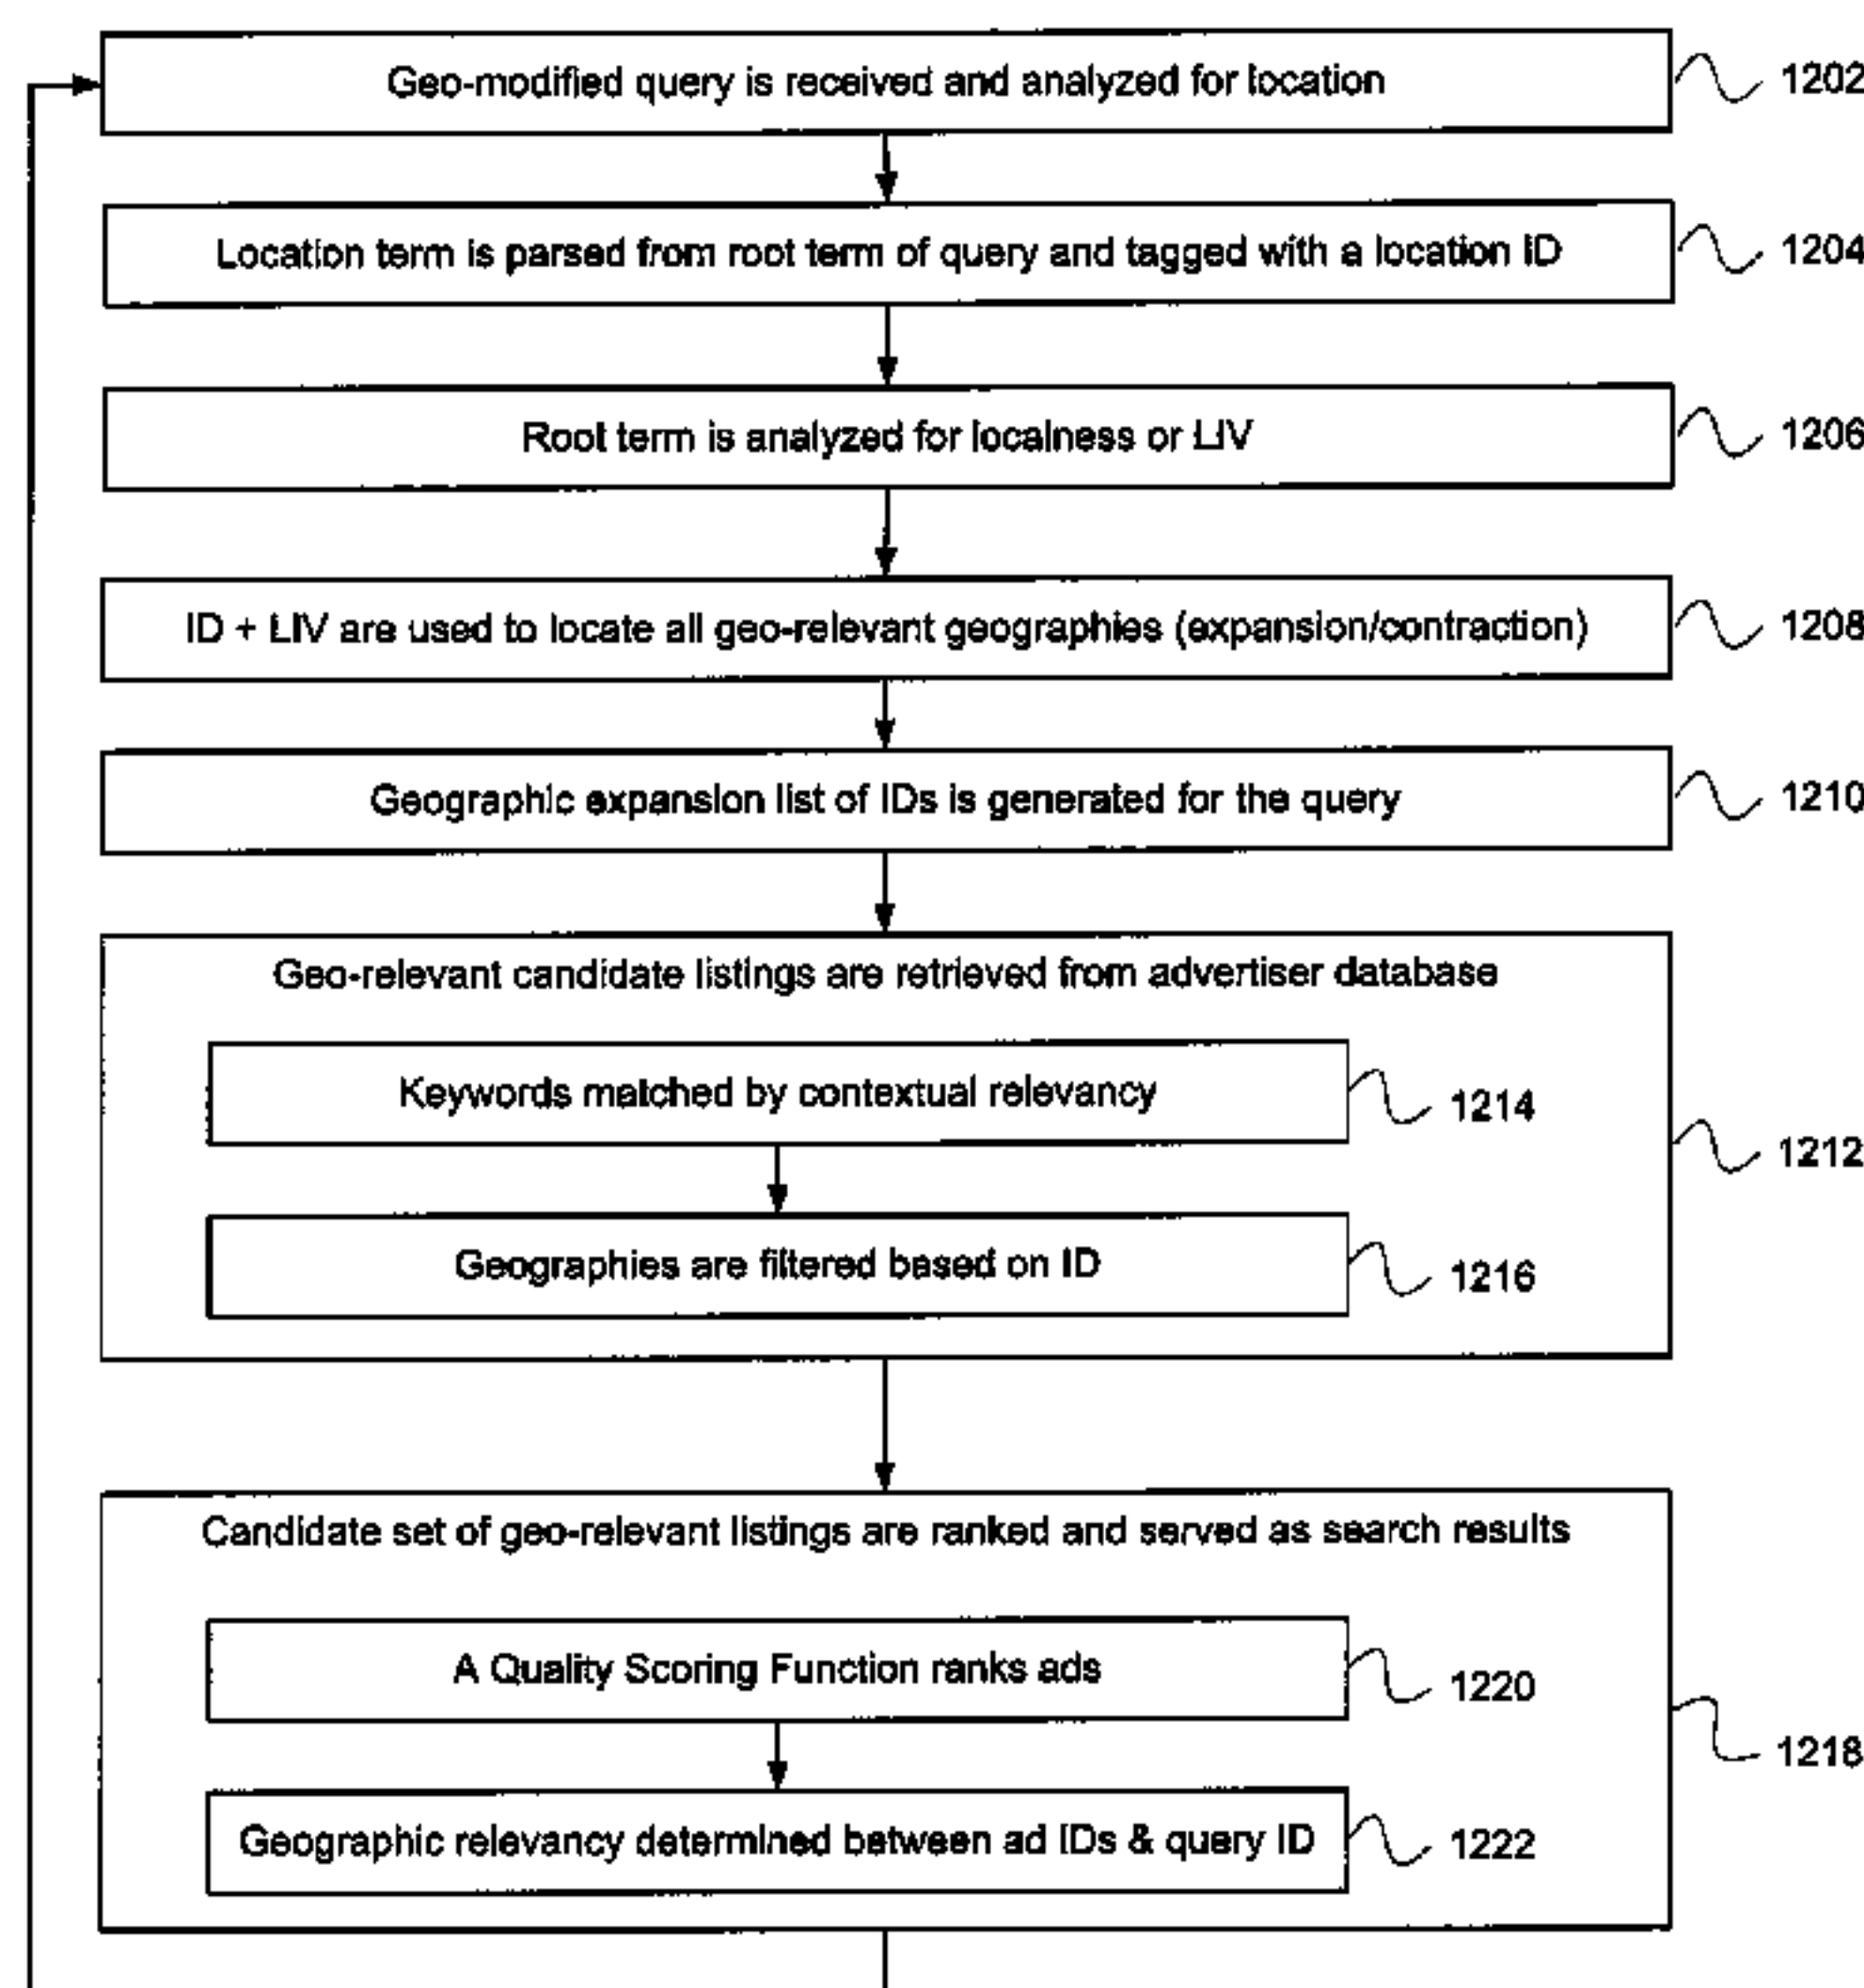 Geo-modified query is received and analyzed for location
1202
Location term is parsed from root term of query and tagged with a location ID
1204
Root term is analyzed for localness or LIV
1206
ID + LIV are used to locate all geo-relevant geographies (expansion/contraction)
1208
Geographic expansion list of IDs is generated for the query
1210
Geo-relevant candidate listings are retrieved from advertiser database
Keywords matched by contextual relevancy
1214
1212
Geographies are filtered based on ID
1216
Candidate set of geo-relevant listings are ranked and served as search results
A Quality Scoring Function ranks ads
1220
1218
Geographic relevancy determined between ad IDs & query ID
1222